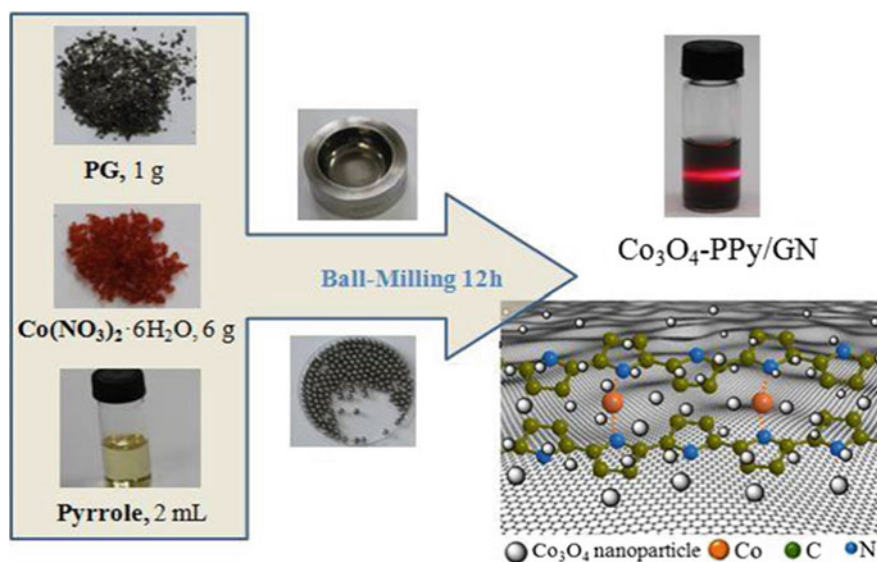 PG, 1 g
Co(NO₃)₂·6H₂O, 6 g
Pyrrole, 2 mL
Ball-Milling 12h
Co₃O₄-PPy/GN
Co₃O₄ nanoparticle Co C N